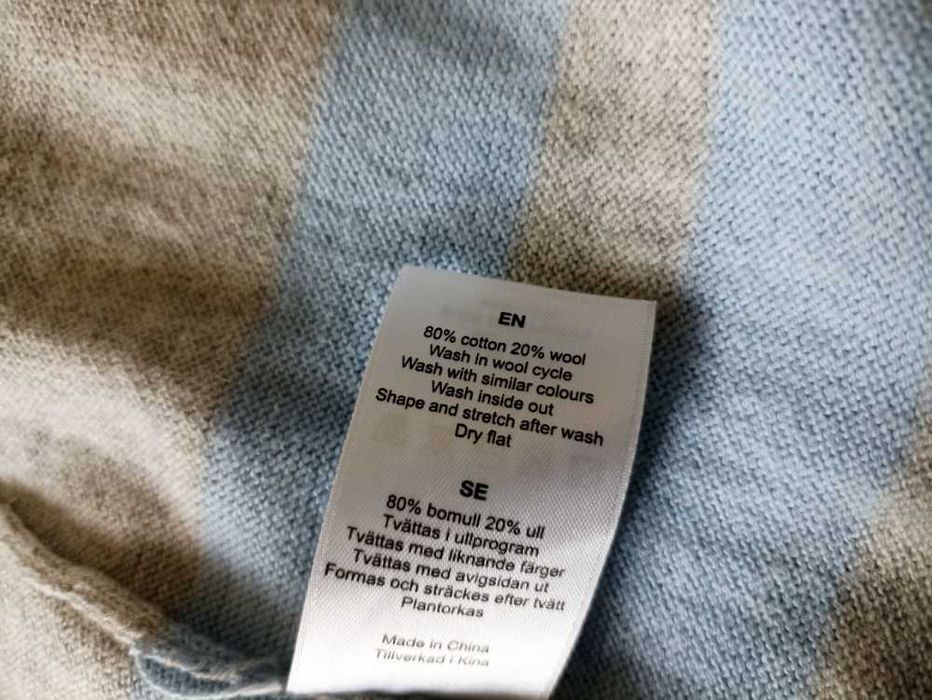 EN
80% cotton 20% wool
Wash in wool cycle
Wash with similar colours
Wash inside out
Shape and stretch after wash
Dry flat
SE
80% bomull 20% ull
Tvättas i ullprogram
Tvättas med liknande färger
Tvättas med avigsidan ut
Formas och sträckes efter tvätt
Plantorkas
Made in China
Tillverkad i Kina